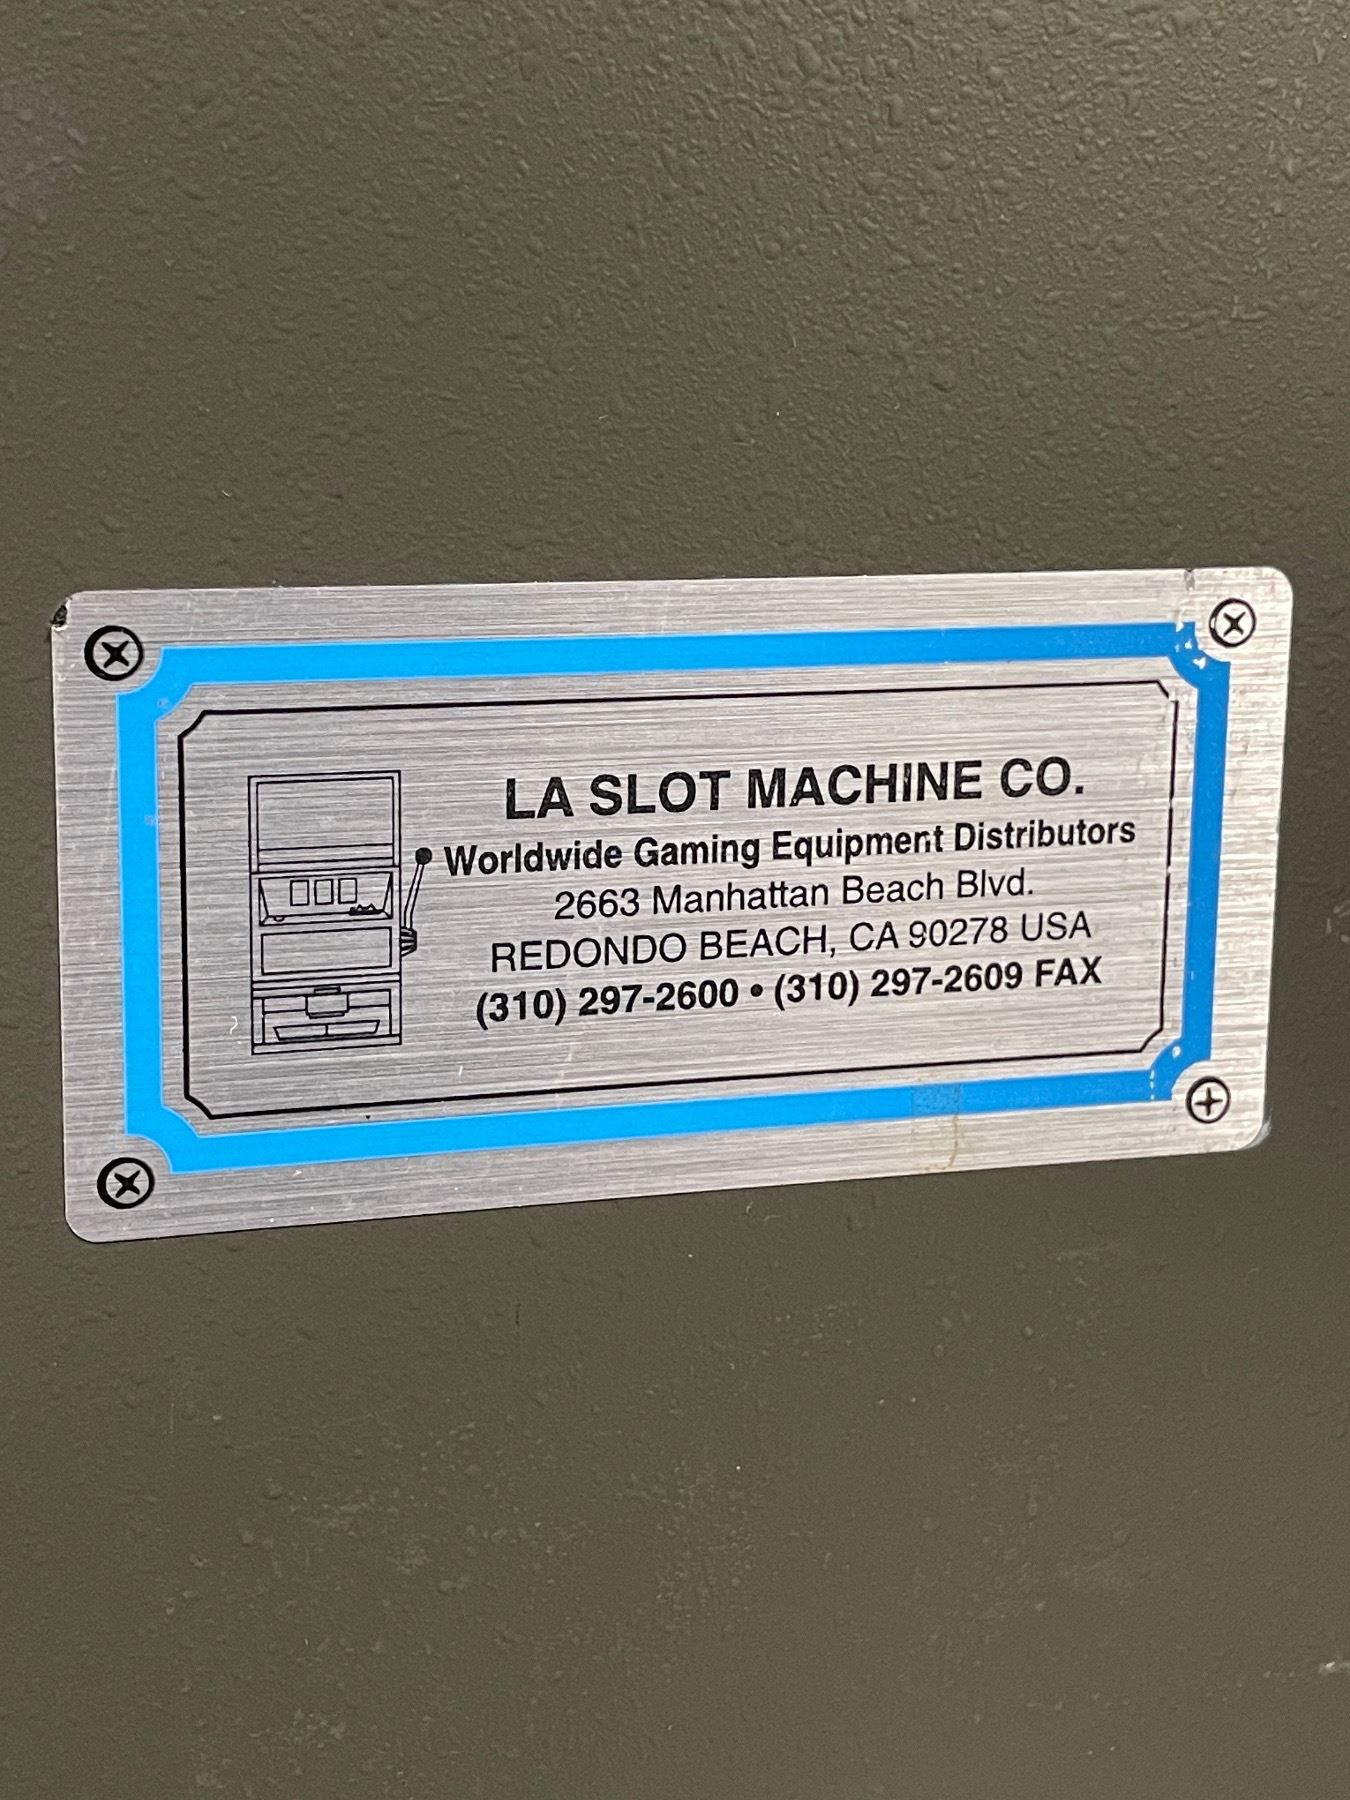 LA SLOT MACHINE CO.
Worldwide Gaming Equipment Distributors
2663 Manhattan Beach Blvd.
REDONDO BEACH, CA 90278 USA
(310) 297-2600 • (310) 297-2609 FAX